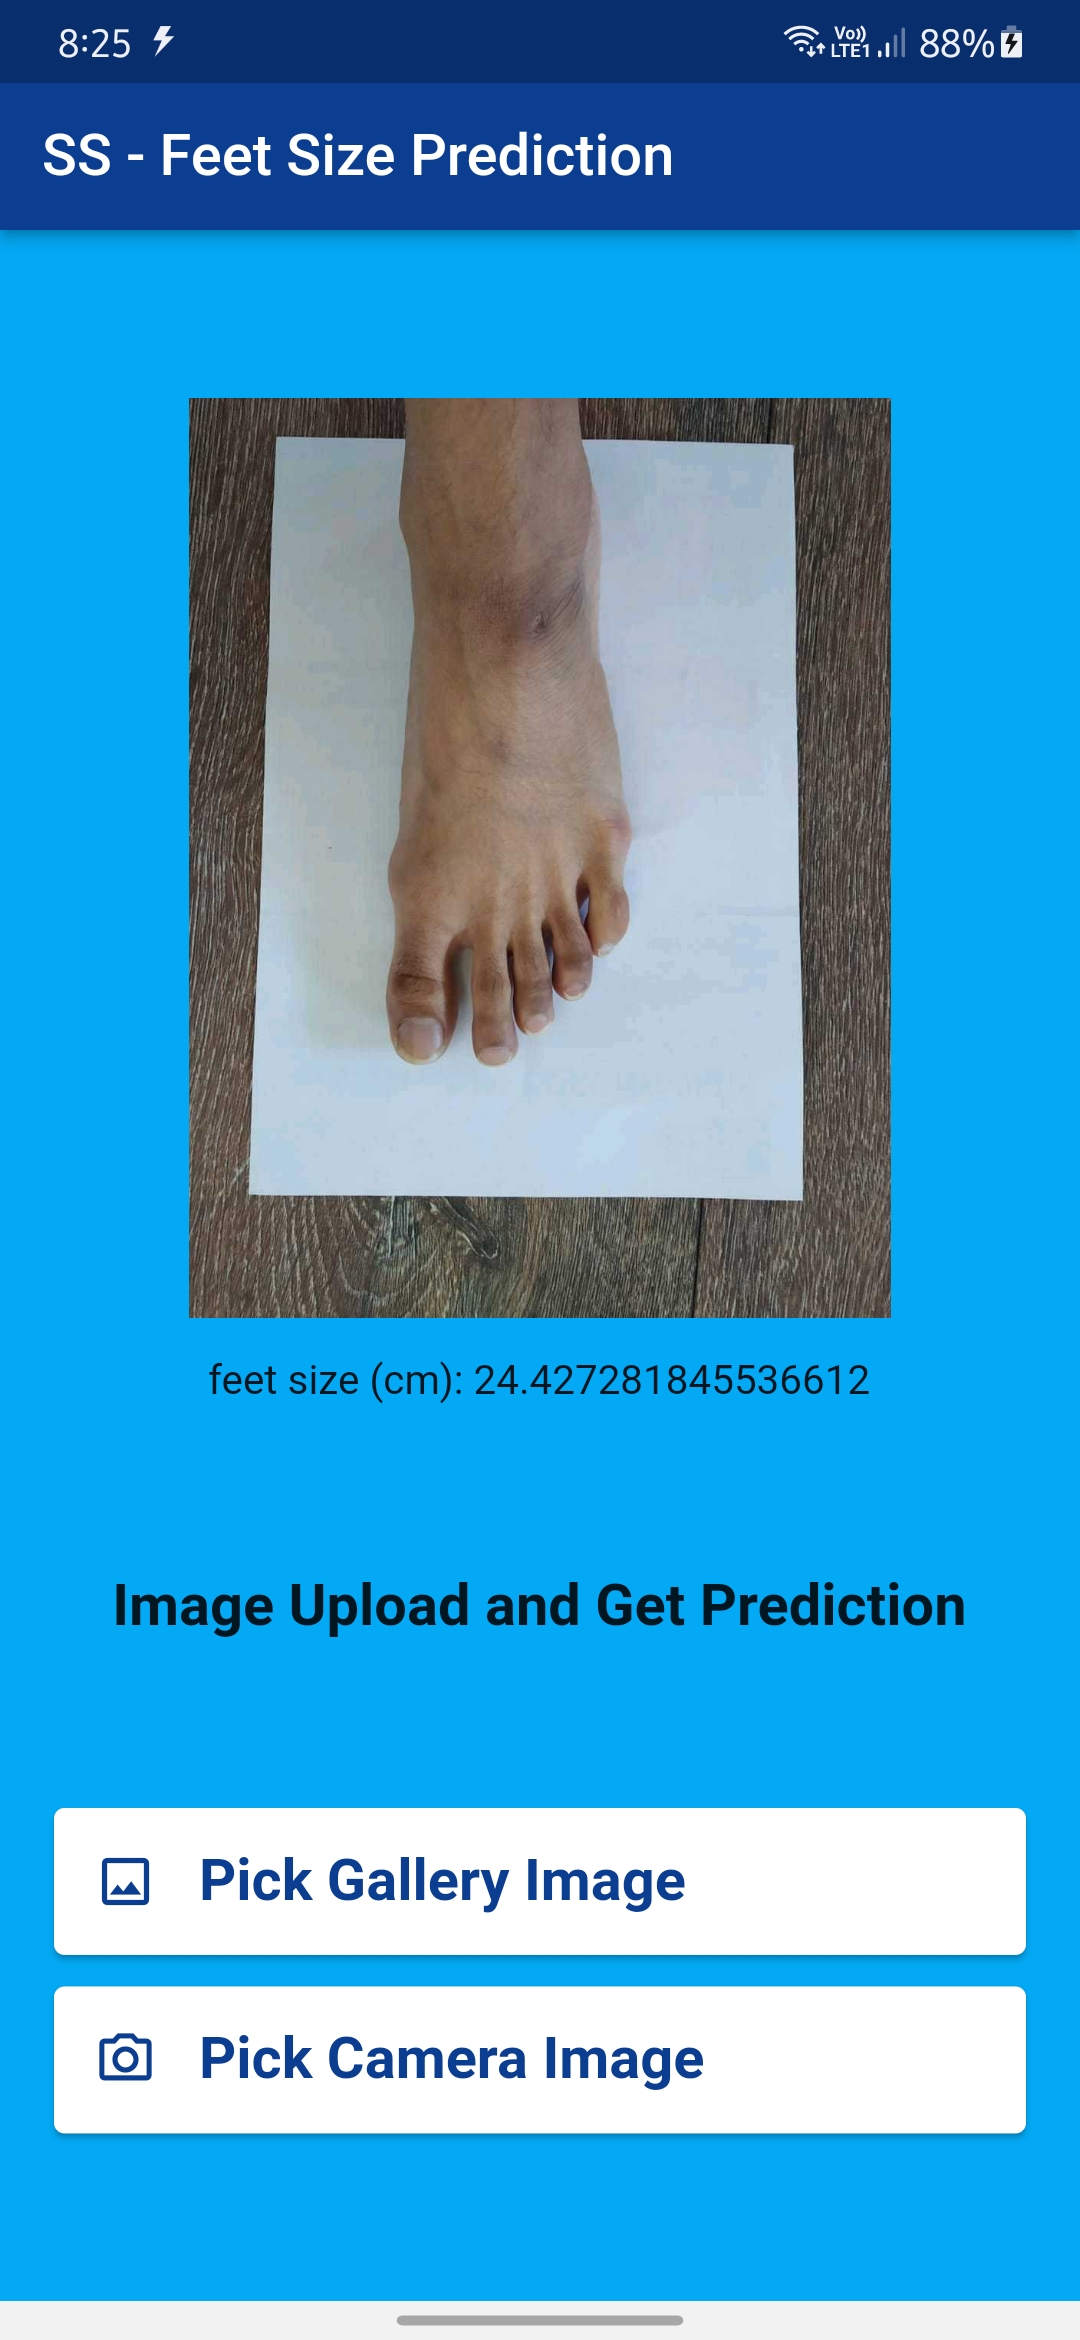 8:25 Vo)) LTE1 88%
SS - Feet Size Prediction
feet size (cm): 24.427281845536612
Image Upload and Get Prediction
Pick Gallery Image
Pick Camera Image